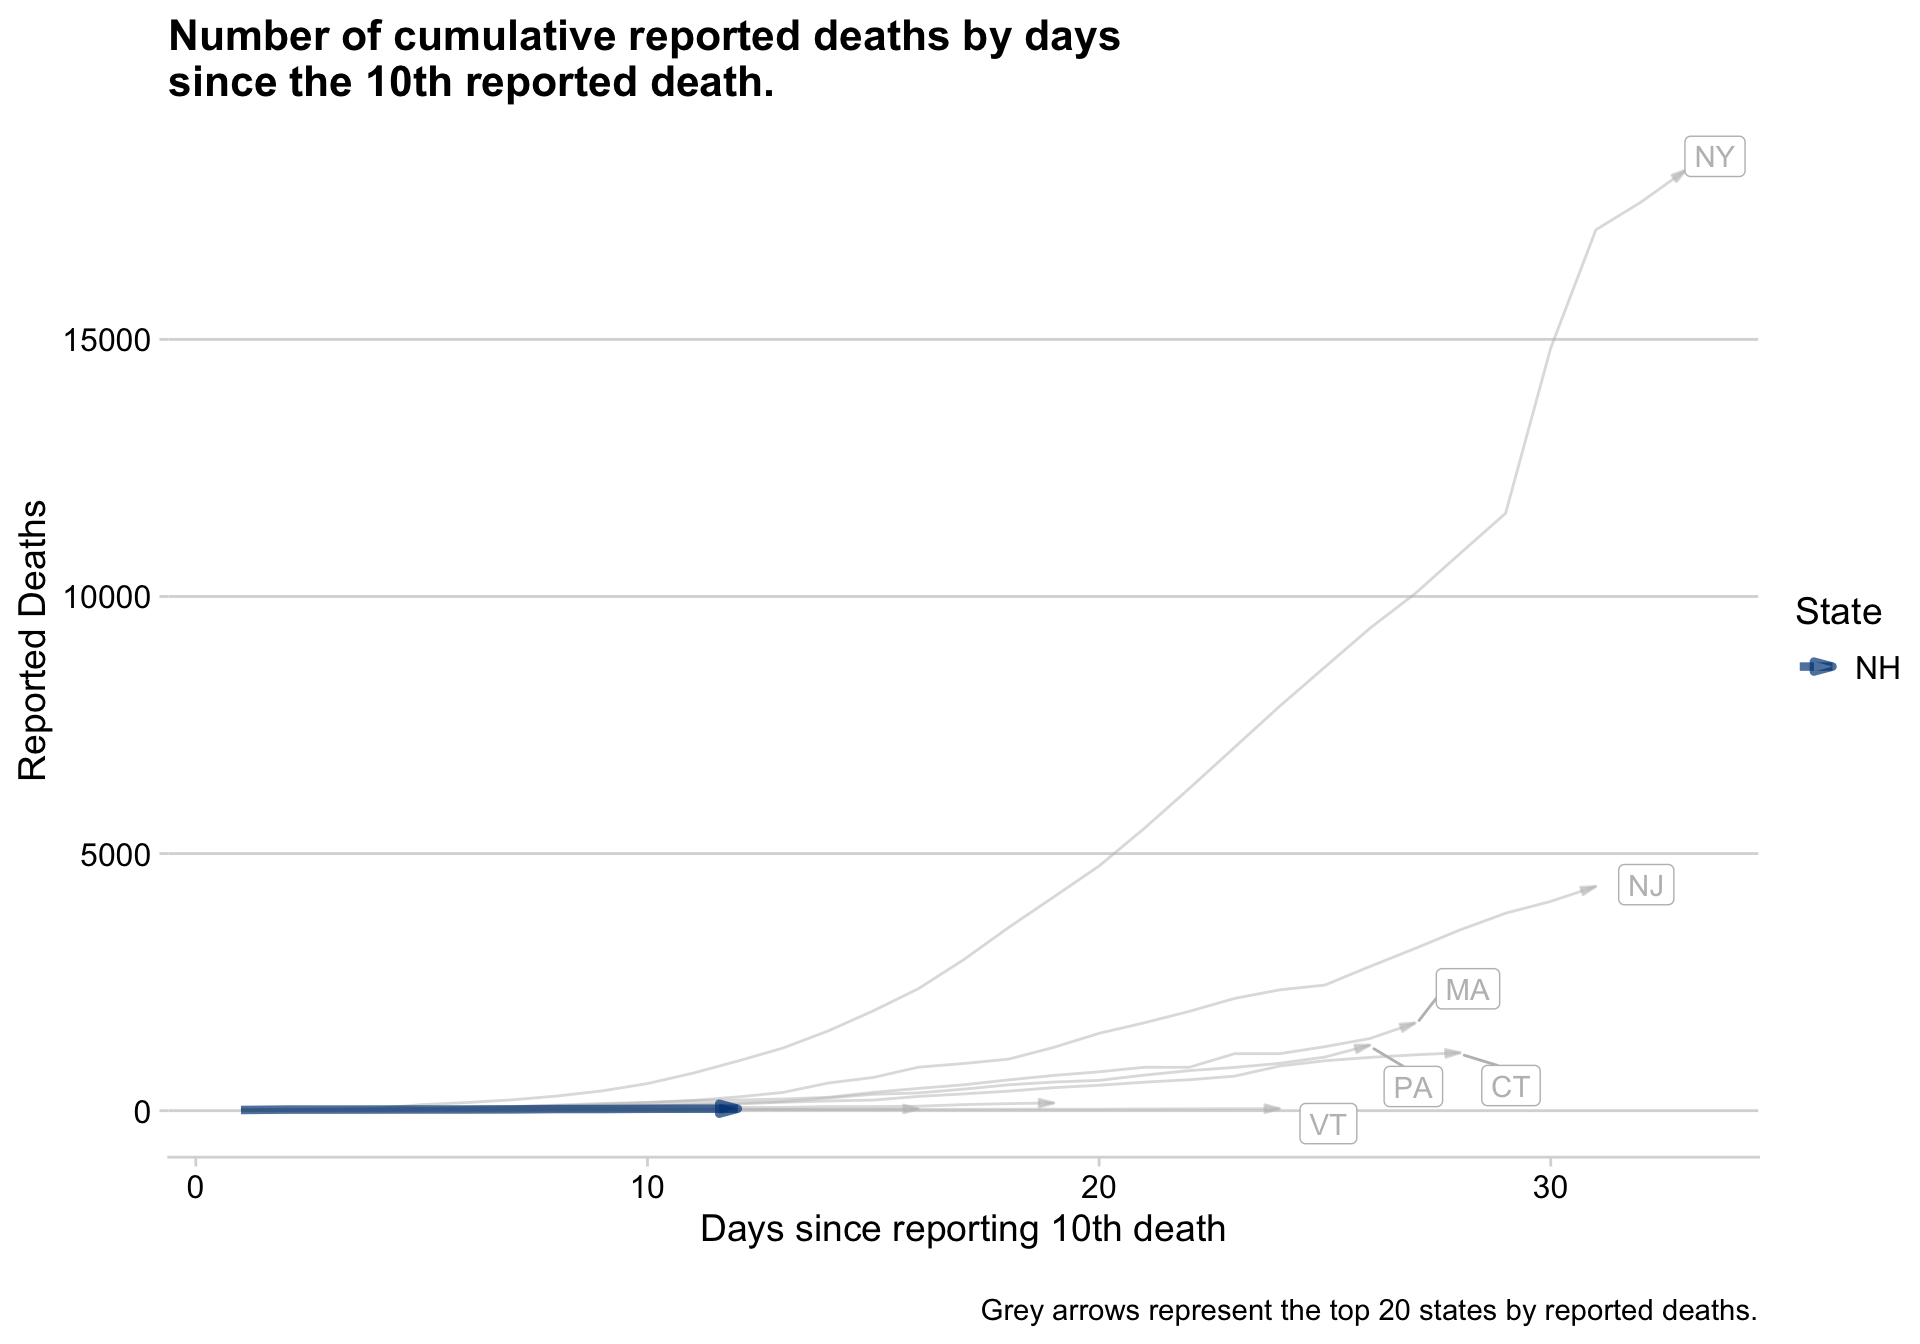 Number of cumulative reported deaths by days
since the 10th reported death.
NY
15000
10000
5000
0
Reported Deaths
NJ
MA
PA
CT
VT
State
NH
0
10
20
30
Days since reporting 10th death
Grey arrows represent the top 20 states by reported deaths.